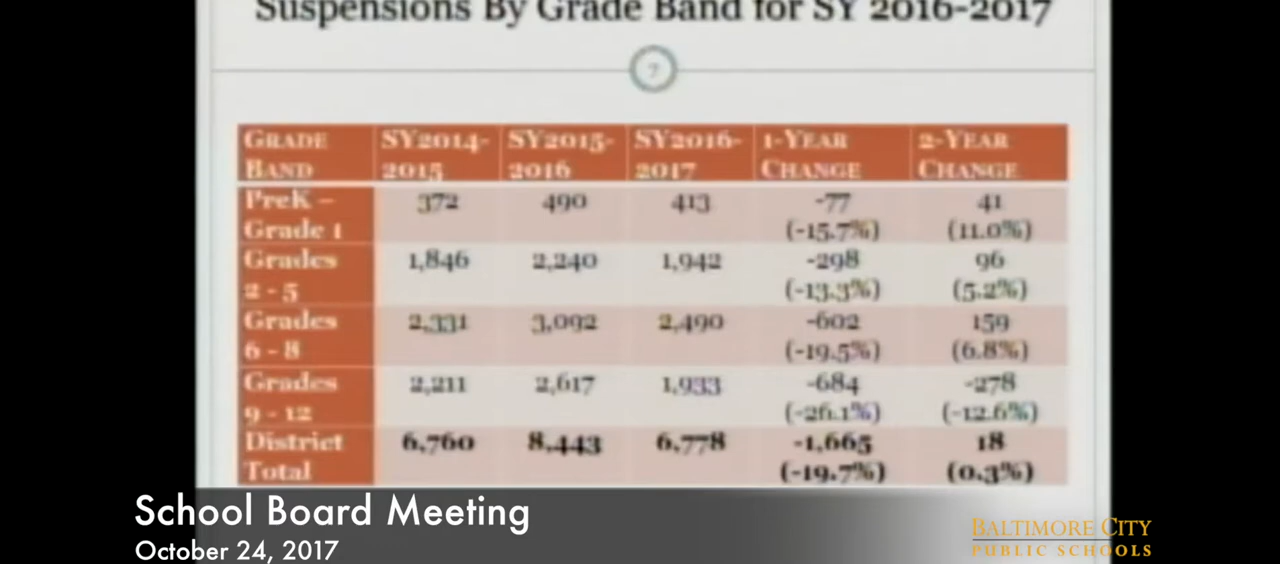 Suspensions By Grade Band for SY 2016-2017
7
GRADE BAND SY2014-2015 SY2015-2016 SY2016-2017 1-YEAR CHANGE 2-YEAR CHANGE
PreK – Grade 1 372 490 413 -77 (-15.7%) 41 (11.0%)
Grades 2 - 5 1,846 2,240 1,942 -298 (-13.3%) 96 (5.2%)
Grades 6 - 8 2,331 3,092 2,490 -602 (-19.5%) 159 (6.8%)
Grades 9 - 12 2,211 2,617 1,933 -684 (-26.1%) -278 (-12.6%)
District Total 6,760 8,443 6,778 -1,665 (-19.7%) 18 (0.3%)
School Board Meeting
October 24, 2017
BALTIMORE CITY
PUBLIC SCHOOLS